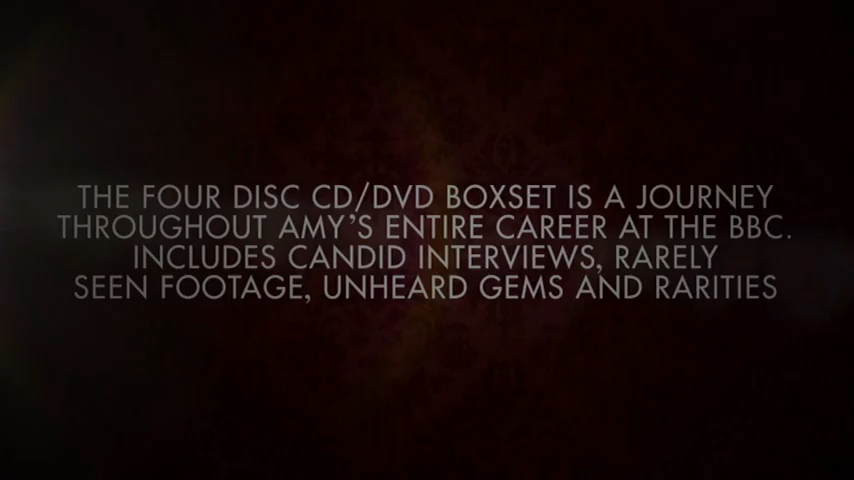 THE FOUR DISC CD/DVD BOXSET IS A JOURNEY
THROUGHOUT AMY'S ENTIRE CAREER AT THE BBC.
INCLUDES CANDID INTERVIEWS, RARELY
SEEN FOOTAGE, UNHEARD GEMS AND RARITIES